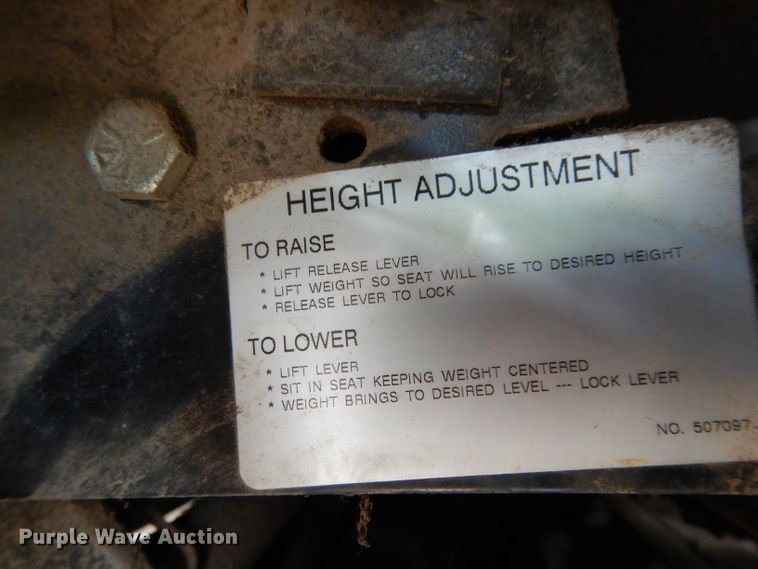 HEIGHT ADJUSTMENT
TO RAISE
* LIFT RELEASE LEVER
* LIFT WEIGHT SO SEAT WILL RISE TO DESIRED HEIGHT
* RELEASE LEVER TO LOCK
TO LOWER
* LIFT LEVER
* SIT IN SEAT KEEPING WEIGHT CENTERED
* WEIGHT BRINGS TO DESIRED LEVEL --- LOCK LEVER
NO. 507097-
Purple Wave Auction®